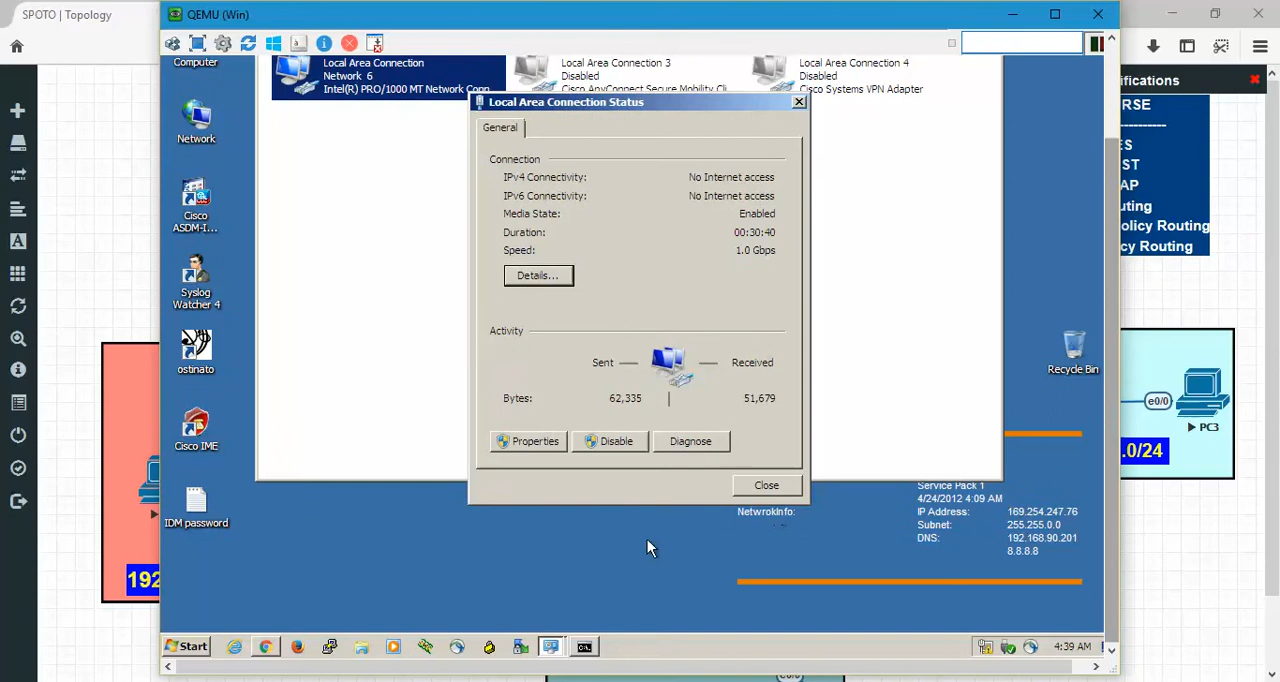 SPOTO | Topology
QEMU (Win)
Computer
Local Area Connection
Network 6
Intel(R) PRO/1000 MT Network Conn
Local Area Connection 3
Disabled
Cisco AnyConnect Secure Mobility Cli
Local Area Connection 4
Disabled
Cisco Systems VPN Adapter
ifications
RSE
ES
ST
AP
uting
olicy Routing
cy Routing
Local Area Connection Status
General
Connection
IPv4 Connectivity: No Internet access
IPv6 Connectivity: No Internet access
Media State: Enabled
Duration: 00:30:40
Speed: 1.0 Gbps
Details...
Activity
Sent Received
Bytes: 62,335 51,679
Properties Disable Diagnose
Close
Network
Cisco
ASDM-I...
Syslog
Watcher 4
ostinato
Cisco IME
IDM password
Recycle Bin
e0/0
PC3
.0/24
192
Service Pack 1
4/24/2012 4:09 AM
NetwrokInfo:
IP Address: 169.254.247.76
Subnet: 255.255.0.0
DNS: 192.168.90.201
8.8.8.8
Start
4:39 AM
e0/0